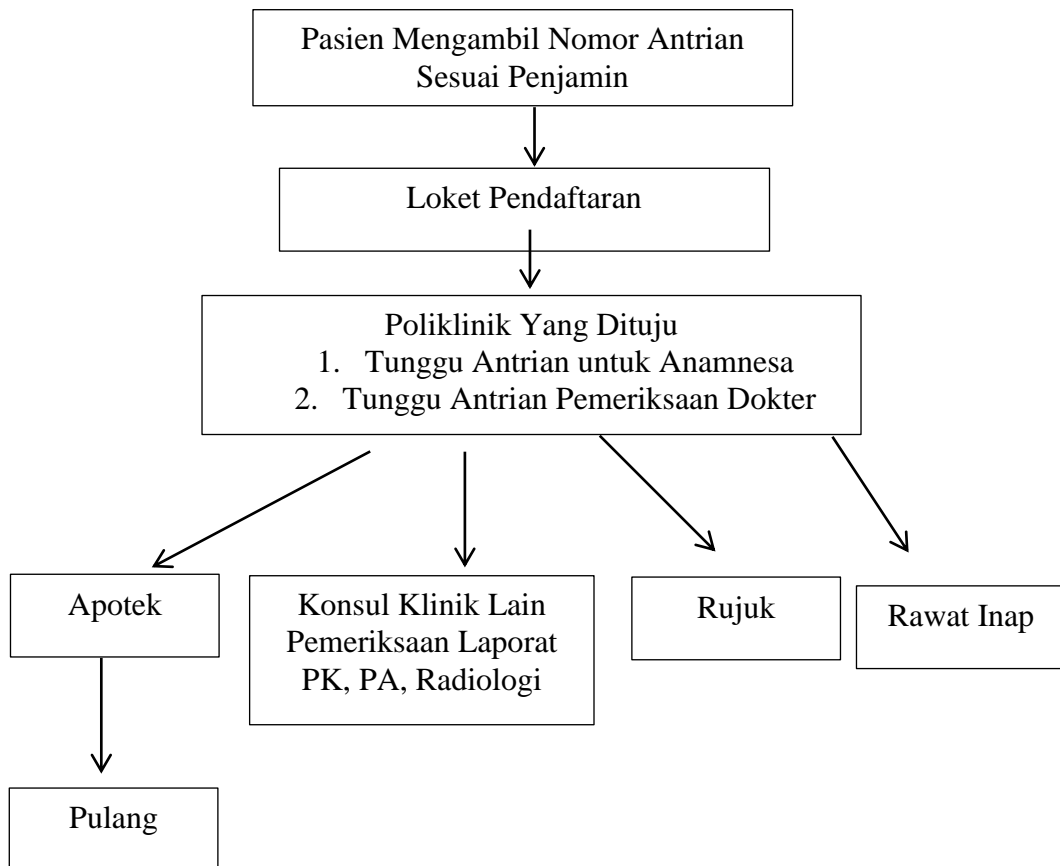 Pasien Mengambil Nomor Antrian
Sesuai Penjamin
Loket Pendaftaran
Poliklinik Yang Dituju
1. Tunggu Antrian untuk Anamnesa
2. Tunggu Antrian Pemeriksaan Dokter
Apotek
Konsul Klinik Lain
Pemeriksaan Laporat
PK, PA, Radiologi
Rujuk
Rawat Inap
Pulang